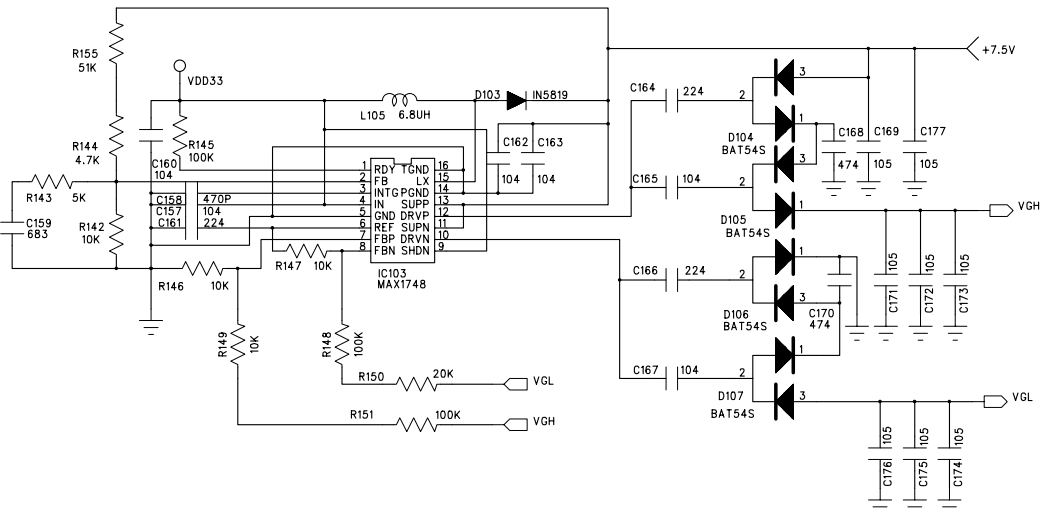 R155
51K
VDD33
D103 IN5819
L105 6.8UH
C164 224
+7.5V
R144
4.7K
C160
104
R145
100K
C162 C163
104 104
D104
BAT54S
2 3 1
C168 C169 C177
474 105 105
R143 5K
C159
683
R142
10K
C158 470P
C157 104
C161 224
1 RDY TGND 16
2 FB LX 15
3 INTG PGND 14
4 IN SUPP 13
5 GND DRVP 12
6 REF SUPN 11
7 FBP DRVN 10
8 FBN SHDN 9
IC103
MAX1748
C165 104
2 3 1
D105
BAT54S
VGH
R146 10K
R147 10K
C166 224
2 1 3
D106
BAT54S
C170
474
105 105 105
C171 C172 C173
R149 10K
R148 100K
R150 20K
VGL
R151 100K
VGH
C167 104
2 1 3
D107
BAT54S
VGL
105 105 105
C176 C175 C174